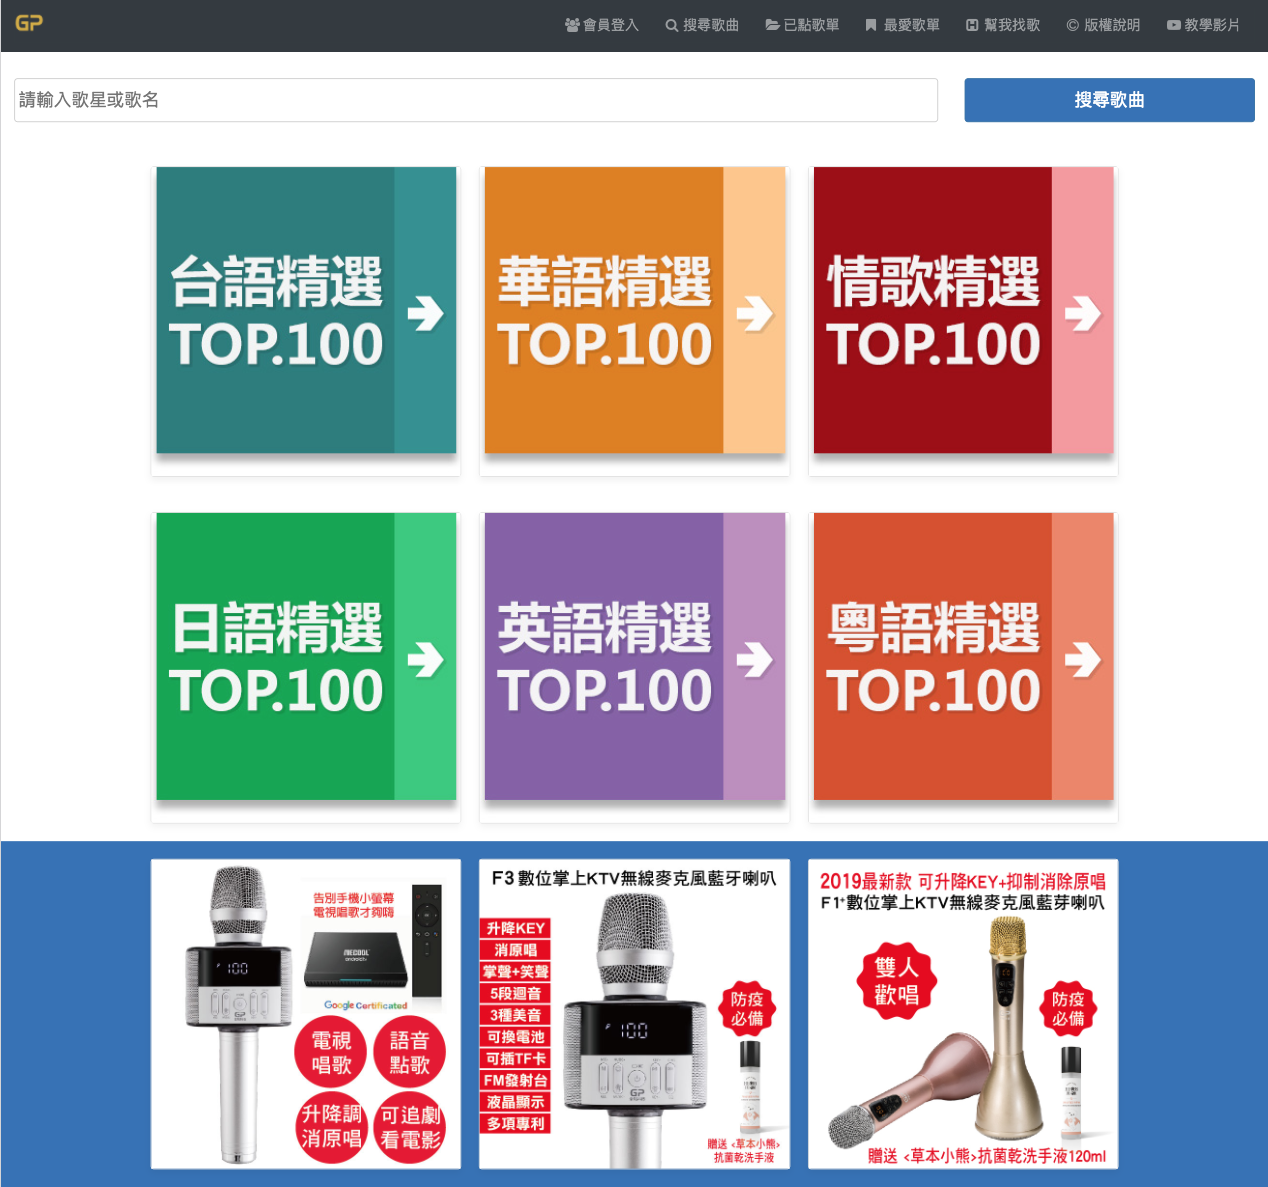 GP
會員登入
搜尋歌曲
已點歌單
最愛歌單
幫我找歌
版權說明
教學影片
請輸入歌星或歌名
搜尋歌曲
台語精選
TOP.100
華語精選
TOP.100
情歌精選
TOP.100
日語精選
TOP.100
英語精選
TOP.100
粵語精選
TOP.100
告別手機小螢幕
電視唱歌才夠嗨
MECOOL
androidtv
Google Certificated
100
GP
電視
唱歌
語音
點歌
升降調
消原唱
可追劇
看電影
F3 數位掌上KTV無線麥克風藍牙喇叭
升降KEY
消原唱
掌聲+笑聲
5段迴音
3種美音
可換電池
可插TF卡
FM發射台
液晶顯示
多項專利
100
GP
防疫
必備
贈送 <草本小熊>
抗菌乾洗手液
2019最新款 可升降KEY+抑制消除原唱
F1+數位掌上KTV無線麥克風藍芽喇叭
雙人
歡唱
防疫
必備
贈送 <草本小熊>抗菌乾洗手液120ml